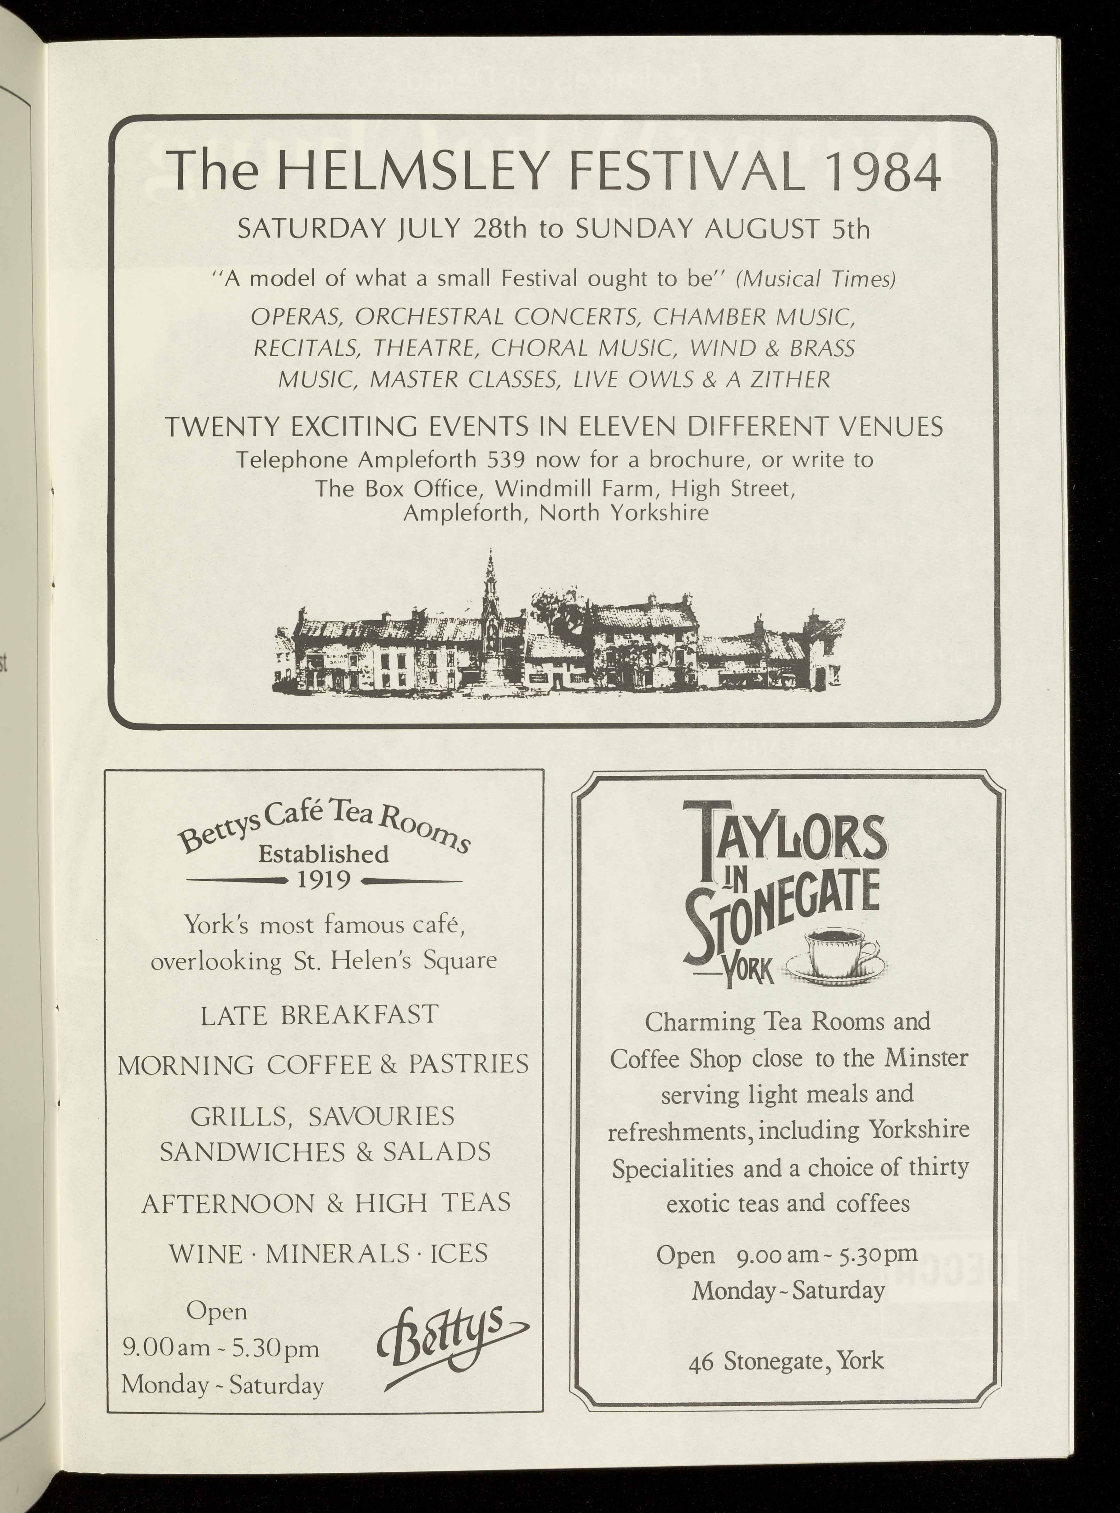 The HELMSLEY FESTIVAL 1984
SATURDAY JULY 28th to SUNDAY AUGUST 5th
"A model of what a small Festival ought to be" (Musical Times)
OPERAS, ORCHESTRAL CONCERTS, CHAMBER MUSIC,
RECITALS, THEATRE, CHORAL MUSIC, WIND & BRASS
MUSIC, MASTER CLASSES, LIVE OWLS & A ZITHER
TWENTY EXCITING EVENTS IN ELEVEN DIFFERENT VENUES
Telephone Ampleforth 539 now for a brochure, or write to
The Box Office, Windmill Farm, High Street,
Ampleforth, North Yorkshire
Bettys Café Tea Rooms
Established
1919
York's most famous café,
overlooking St. Helen's Square
LATE BREAKFAST
MORNING COFFEE & PASTRIES
GRILLS, SAVOURIES
SANDWICHES & SALADS
AFTERNOON & HIGH TEAS
WINE · MINERALS · ICES
Open
9.00am ~ 5.30pm
Monday ~ Saturday
Bettys
TAYLORS
IN
STONEGATE
YORK
Charming Tea Rooms and
Coffee Shop close to the Minster
serving light meals and
refreshments, including Yorkshire
Specialities and a choice of thirty
exotic teas and coffees
Open 9.00 am ~ 5.30pm
Monday ~ Saturday
46 Stonegate, York